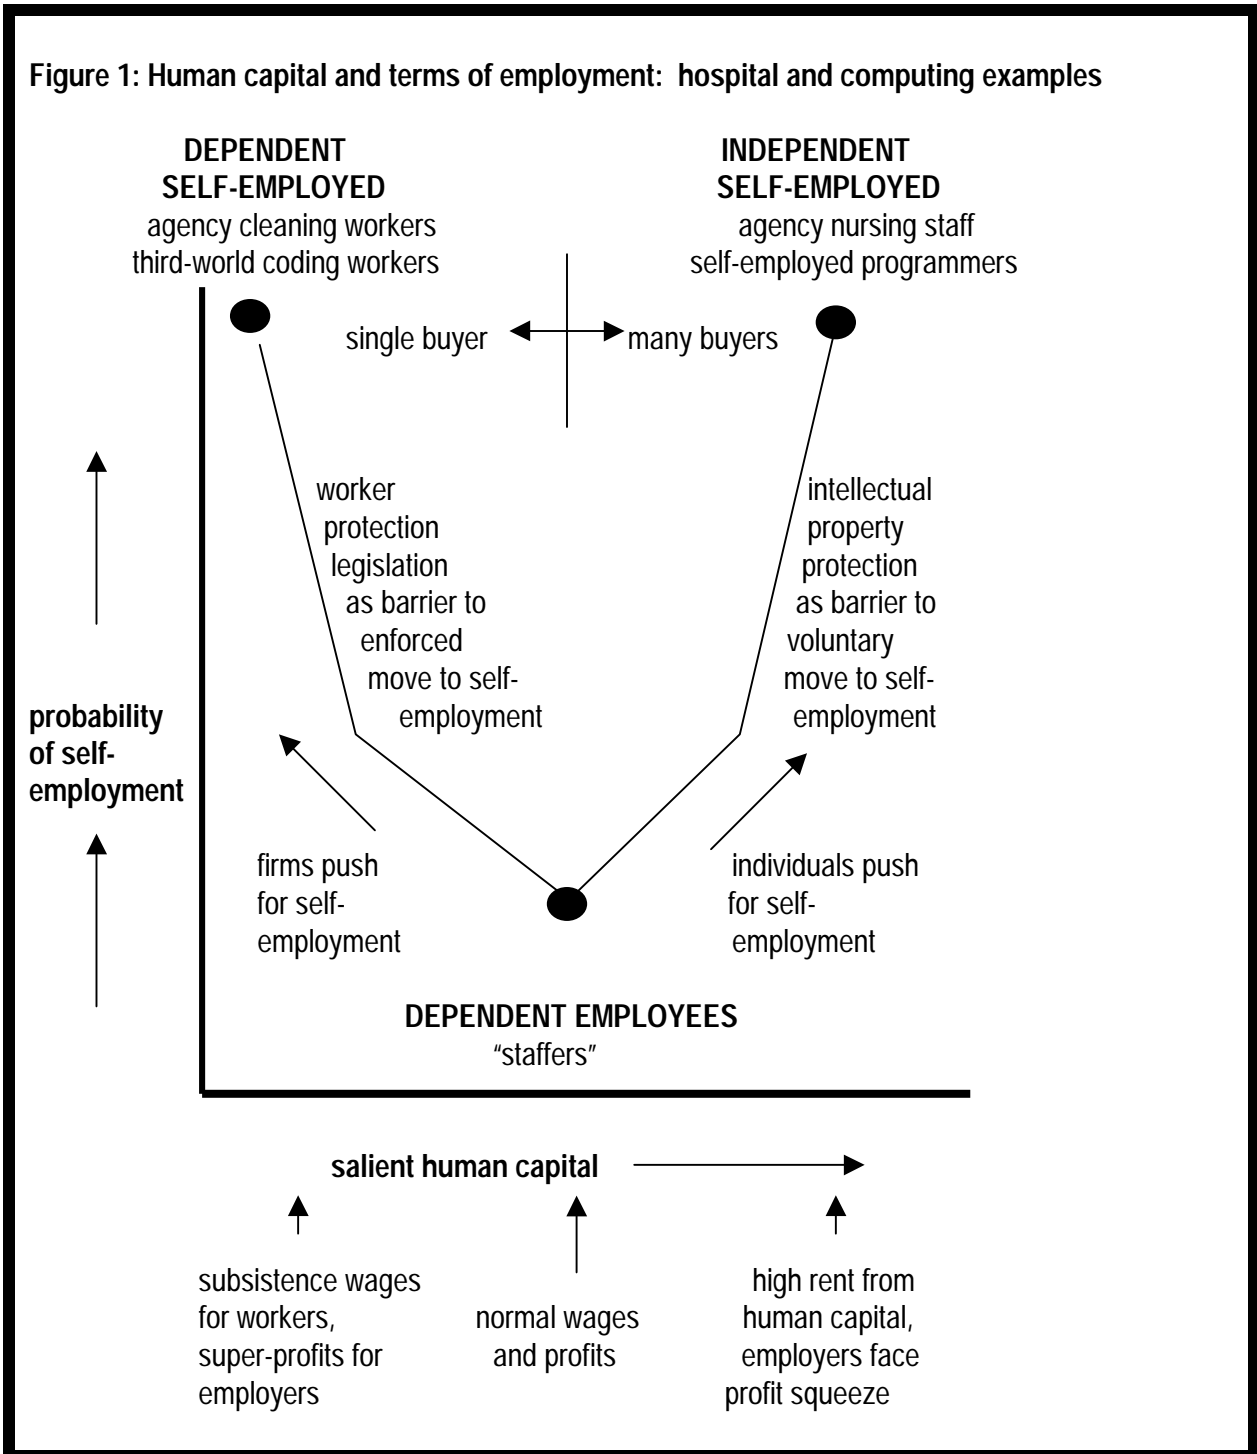 Figure 1: Human capital and terms of employment: hospital and computing examples
DEPENDENT
SELF-EMPLOYED
agency cleaning workers
third-world coding workers
INDEPENDENT
SELF-EMPLOYED
agency nursing staff
self-employed programmers
single buyer
many buyers
worker
protection
legislation
as barrier to
enforced
move to self-
employment
intellectual
property
protection
as barrier to
voluntary
move to self-
employment
probability
of self-
employment
firms push
for self-
employment
individuals push
for self-
employment
DEPENDENT EMPLOYEES
“staffers”
salient human capital
subsistence wages
for workers,
super-profits for
employers
normal wages
and profits
high rent from
human capital,
employers face
profit squeeze